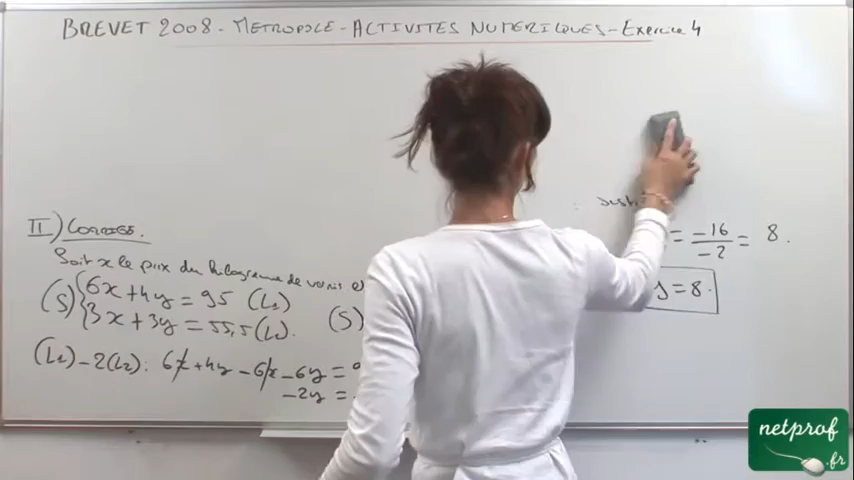 BREVET 2008 - METROPOLE - ACTIVITES NUMERIQUES - Exercice 4
II) Corrigé.
Soit x le prix du kilogramme de vernis e
(S) { 6x + 4y = 95 (L1)
3x + 3y = 55,5 (L2).
(S)
(L1) - 2(L2): 6x + 4y - 6x - 6y = 9
-2y =
= -16 / -2 = 8.
y = 8.
netprof
.fr